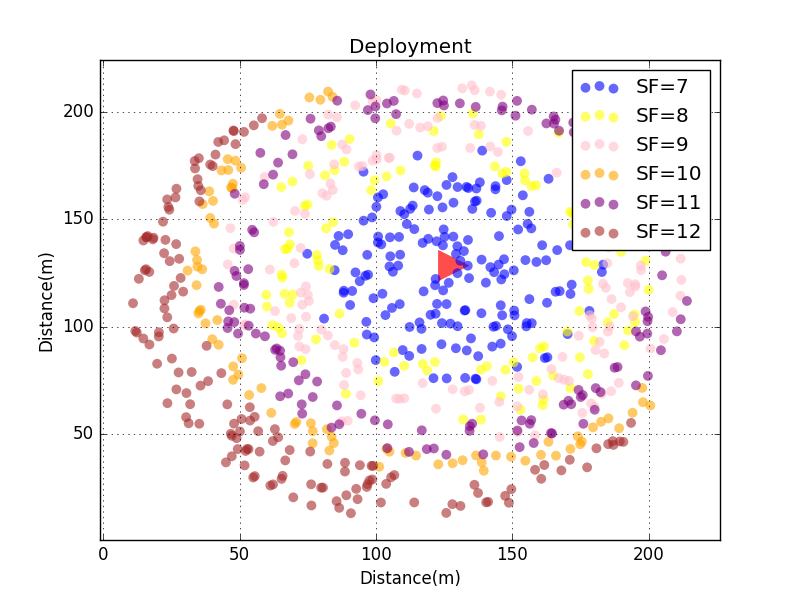 Deployment
SF=7
SF=8
SF=9
SF=10
SF=11
SF=12
200
150
100
50
Distance(m)
0 50 100 150 200
Distance(m)